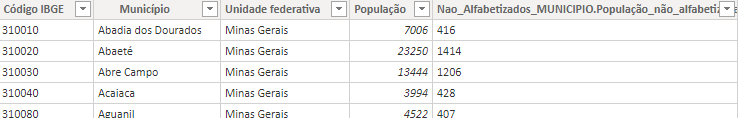 Código IBGE Município Unidade federativa População Nao_Alfabetizados_MUNICIPIO.População_não_alfabetiza
310010 Abadia dos Dourados Minas Gerais 7006 416
310020 Abaeté Minas Gerais 23250 1414
310030 Abre Campo Minas Gerais 13444 1206
310040 Acaiaca Minas Gerais 3994 428
310080 Aguanil Minas Gerais 4522 407